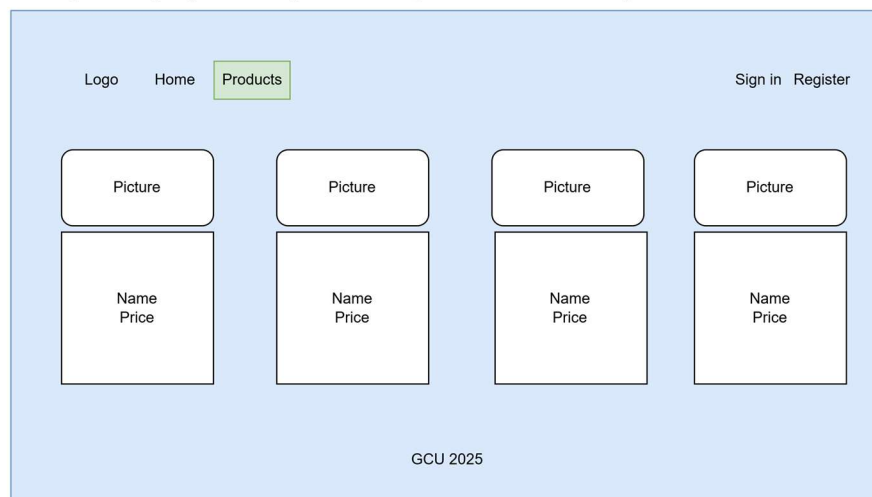 Logo Home Products Sign in Register
Picture Picture Picture Picture
Name Name Name Name
Price Price Price Price
GCU 2025